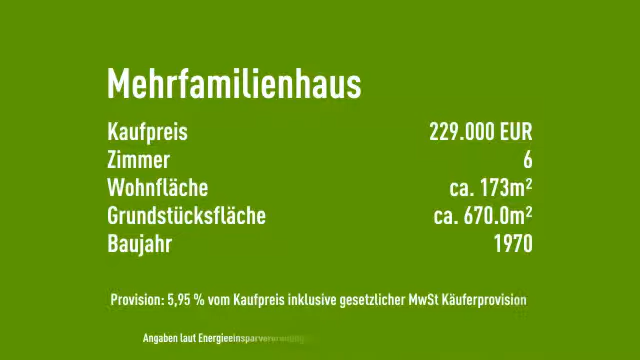 Mehrfamilienhaus
Kaufpreis 229.000 EUR
Zimmer 6
Wohnfläche ca. 173m²
Grundstücksfläche ca. 670.0m²
Baujahr 1970
Provision: 5,95 % vom Kaufpreis inklusive gesetzlicher MwSt Käuferprovision
Angaben laut Energieeinsparverordnung